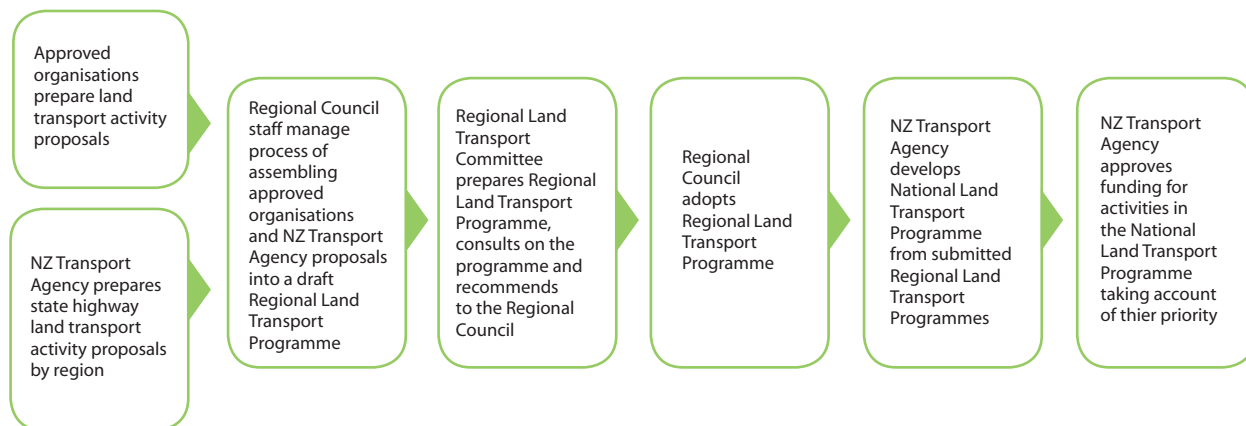 Approved
organisations
prepare land
transport activity
proposals
NZ Transport
Agency prepares
state highway
land transport
activity proposals
by region
Regional Council
staff manage
process of
assembling
approved
organisations
and NZ Transport
Agency proposals
into a draft
Regional Land
Transport
Programme
Regional Land
Transport
Committee
prepares Regional
Land Transport
Programme,
consults on the
programme and
recommends
to the Regional
Council
Regional
Council
adopts
Regional Land
Transport
Programme
NZ Transport
Agency
develops
National Land
Transport
Programme
from submitted
Regional Land
Transport
Programmes
NZ Transport
Agency
approves
funding for
activities in
the National
Land Transport
Programme
taking account
of thier priority